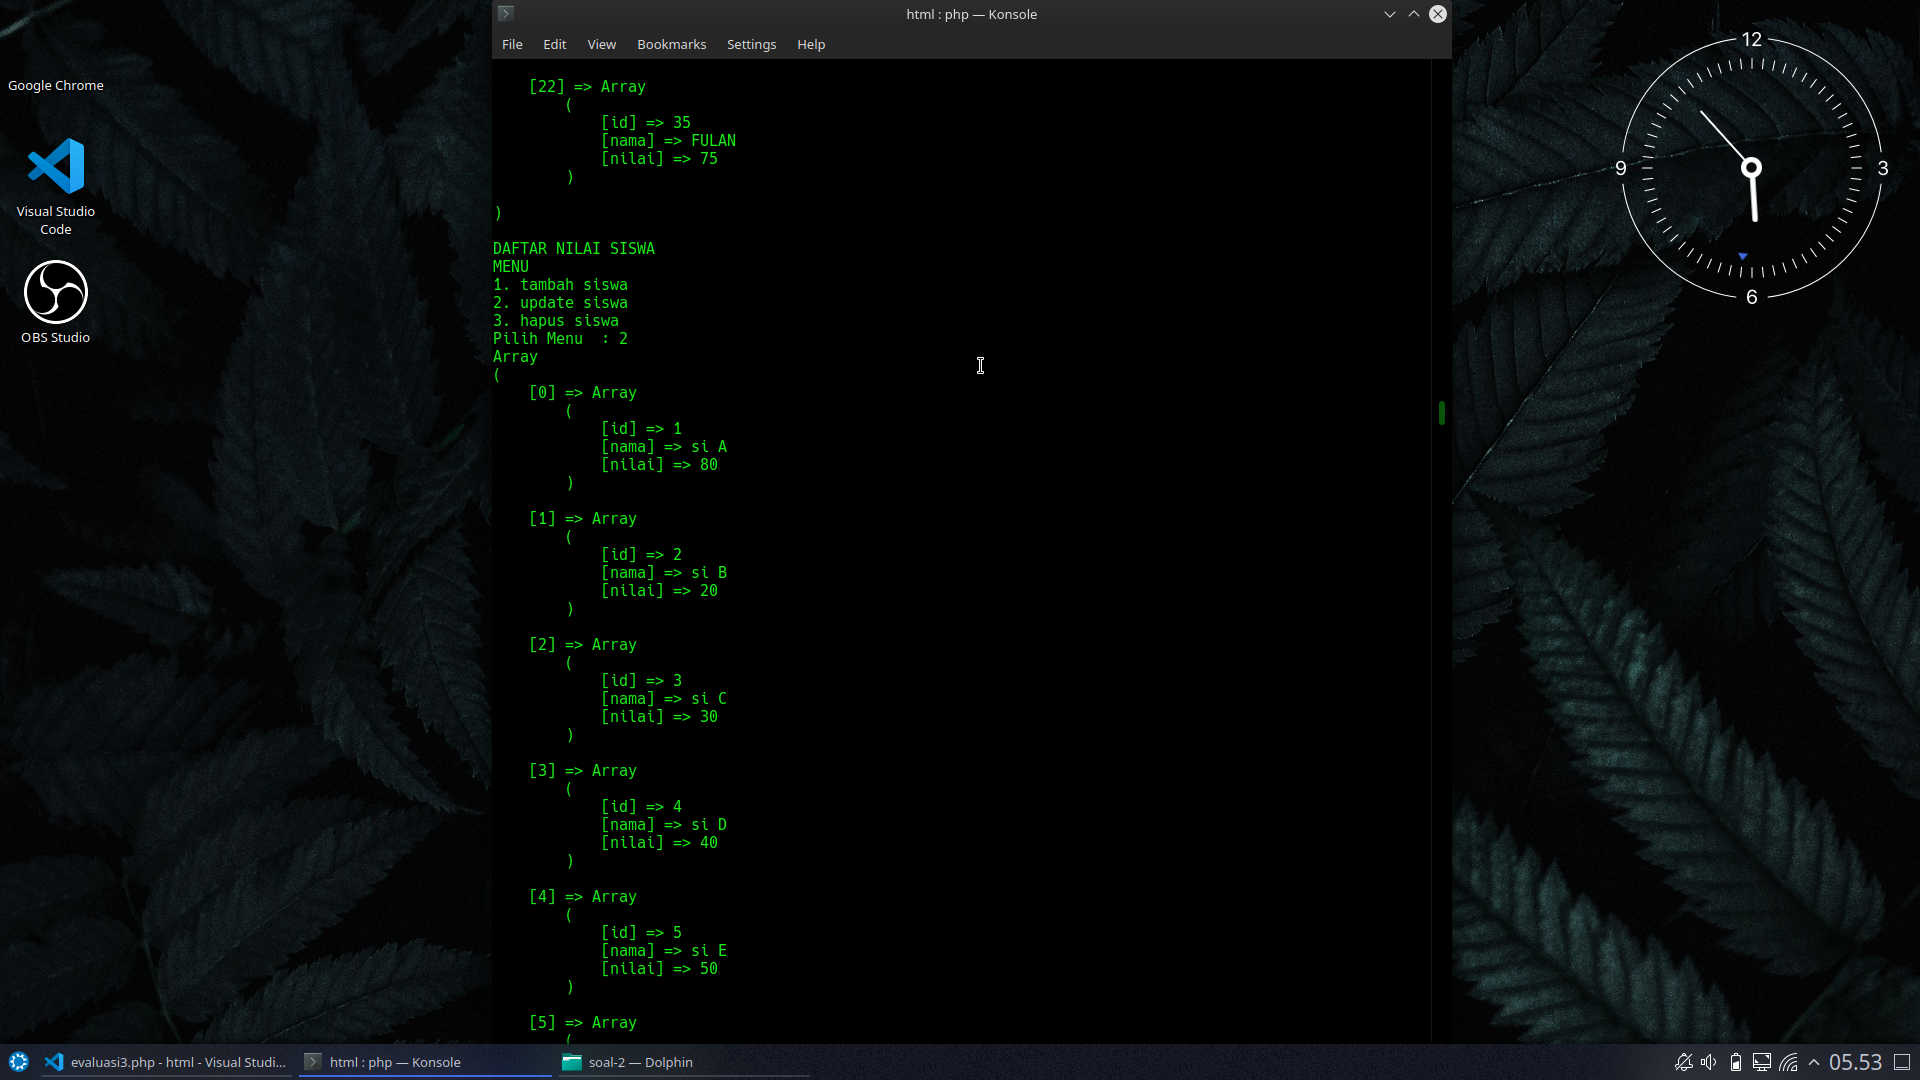 html : php — Konsole
File Edit View Bookmarks Settings Help
Google Chrome
Visual Studio
Code
OBS Studio
[22] => Array
(
[id] => 35
[nama] => FULAN
[nilai] => 75
)
)
DAFTAR NILAI SISWA
MENU
1. tambah siswa
2. update siswa
3. hapus siswa
Pilih Menu  : 2
Array
(
[0] => Array
(
[id] => 1
[nama] => si A
[nilai] => 80
)
[1] => Array
(
[id] => 2
[nama] => si B
[nilai] => 20
)
[2] => Array
(
[id] => 3
[nama] => si C
[nilai] => 30
)
[3] => Array
(
[id] => 4
[nama] => si D
[nilai] => 40
)
[4] => Array
(
[id] => 5
[nama] => si E
[nilai] => 50
)
[5] => Array
(
12
3
6
9
evaluasi3.php - html - Visual Studi...
html : php — Konsole
soal-2 — Dolphin
05.53